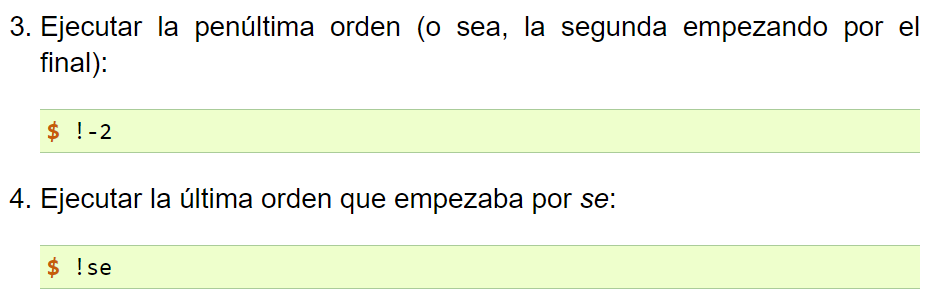 3. Ejecutar la penúltima orden (o sea, la segunda empezando por el
final):
$ !-2
4. Ejecutar la última orden que empezaba por se:
$ !se